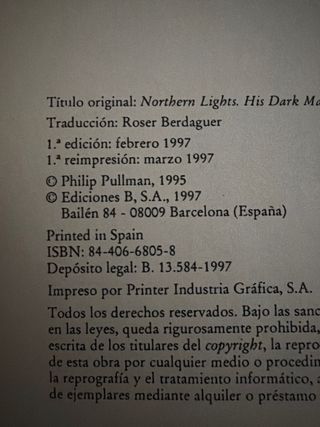 Título original: Northern Lights. His Dark
Traducción: Roser Berdaguer
1.ª edición: febrero 1997
1.ª reimpresión: marzo 1997
© Philip Pullman, 1995
© Ediciones B, S.A., 1997
Bailén 84 - 08009 Barcelona (España)
Printed in Spain
ISBN: 84-406-6805-8
Depósito legal: B. 13.584-1997
Impreso por Printer Industria Gráfica, S.A.
Todos los derechos reservados. Bajo las
en las leyes, queda rigurosamente prohibida,
escrita de los titulares del copyright, la
de esta obra por cualquier medio o
la reprografía y el tratamiento informático,
de ejemplares mediante alquiler o préstamo